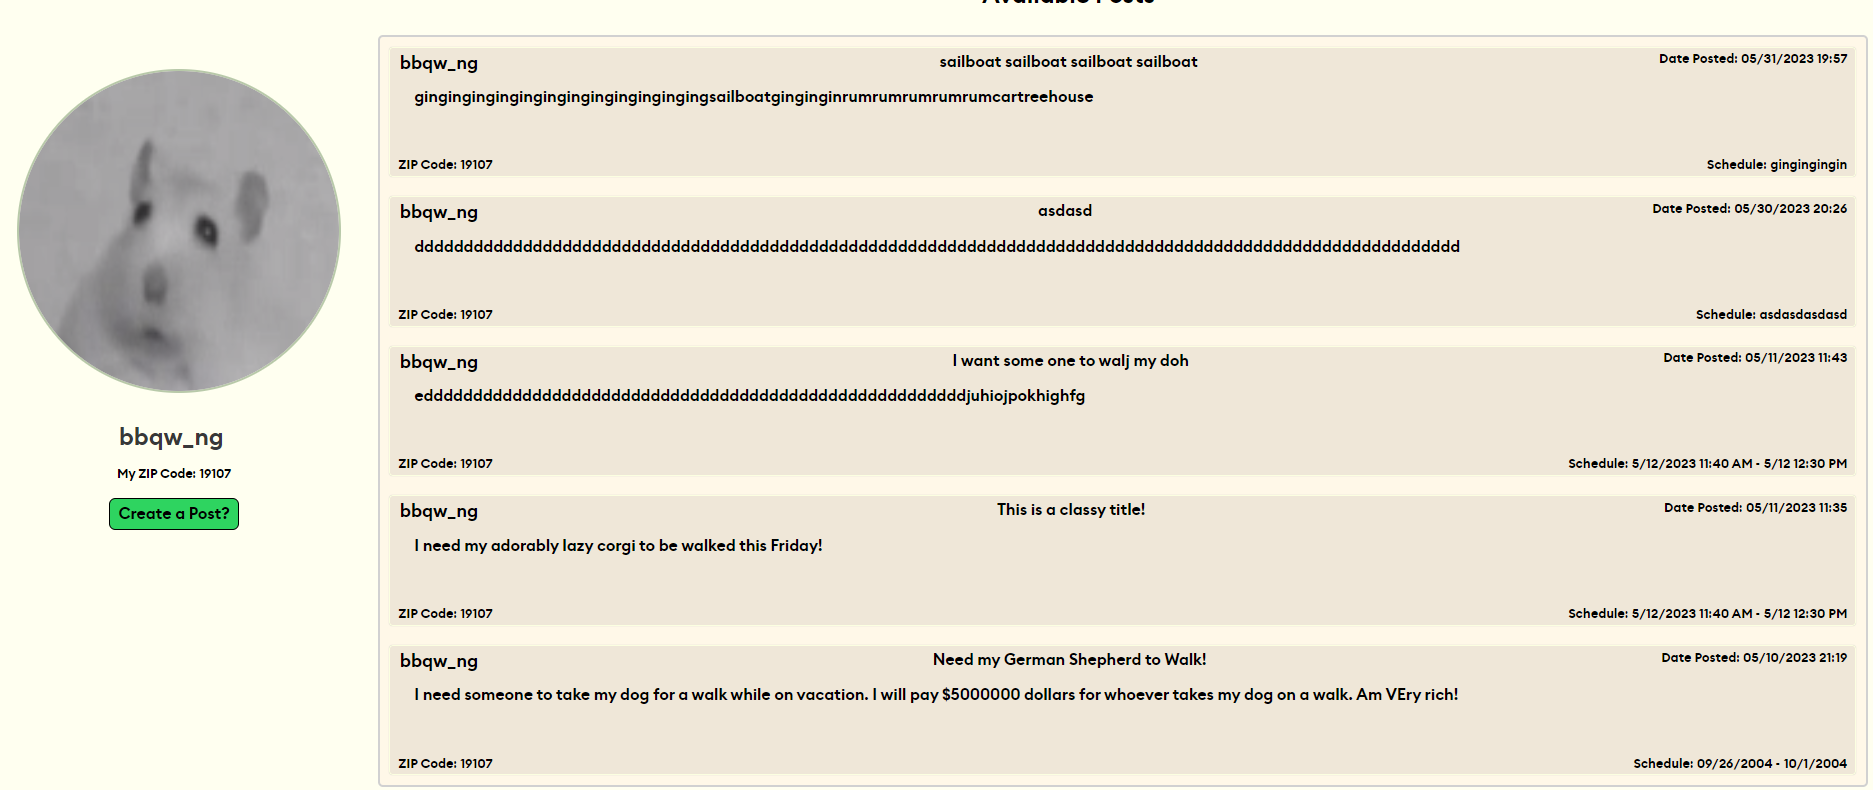 Available Posts
bbqw_ng
My ZIP Code: 19107
Create a Post?
bbqw_ng sailboat sailboat sailboat sailboat Date Posted: 05/31/2023 19:57
ZIP Code: 19107 Schedule: gingingingin
bbqw_ng asdasd Date Posted: 05/30/2023 20:26
ZIP Code: 19107 Schedule: asdasdasdasd
bbqw_ng I want some one to walj my doh Date Posted: 05/11/2023 11:43
ZIP Code: 19107 Schedule: 5/12/2023 11:40 AM - 5/12 12:30 PM
bbqw_ng This is a classy title! Date Posted: 05/11/2023 11:35
I need my adorably lazy corgi to be walked this Friday!
ZIP Code: 19107 Schedule: 5/12/2023 11:40 AM - 5/12 12:30 PM
bbqw_ng Need my German Shepherd to Walk! Date Posted: 05/10/2023 21:19
I need someone to take my dog for a walk while on vacation. I will pay $5000000 dollars for whoever takes my dog on a walk. Am VEry rich!
ZIP Code: 19107 Schedule: 09/26/2004 - 10/1/2004